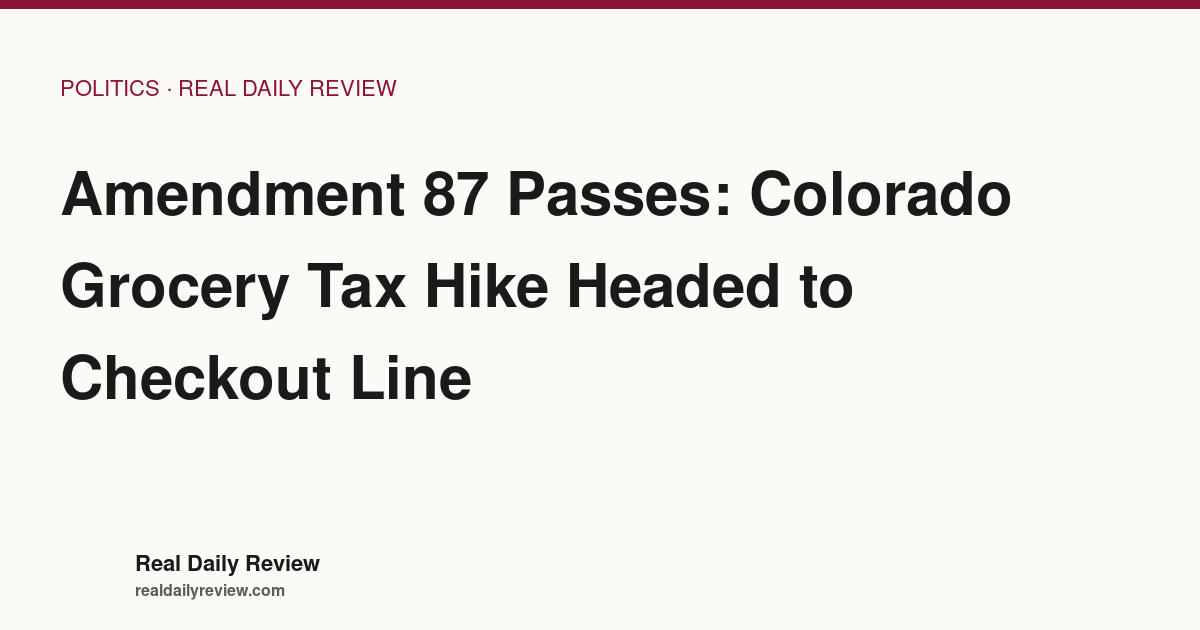 POLITICS · REAL DAILY REVIEW
Amendment 87 Passes: Colorado
Grocery Tax Hike Headed to
Checkout Line
Real Daily Review
realdailyreview.com